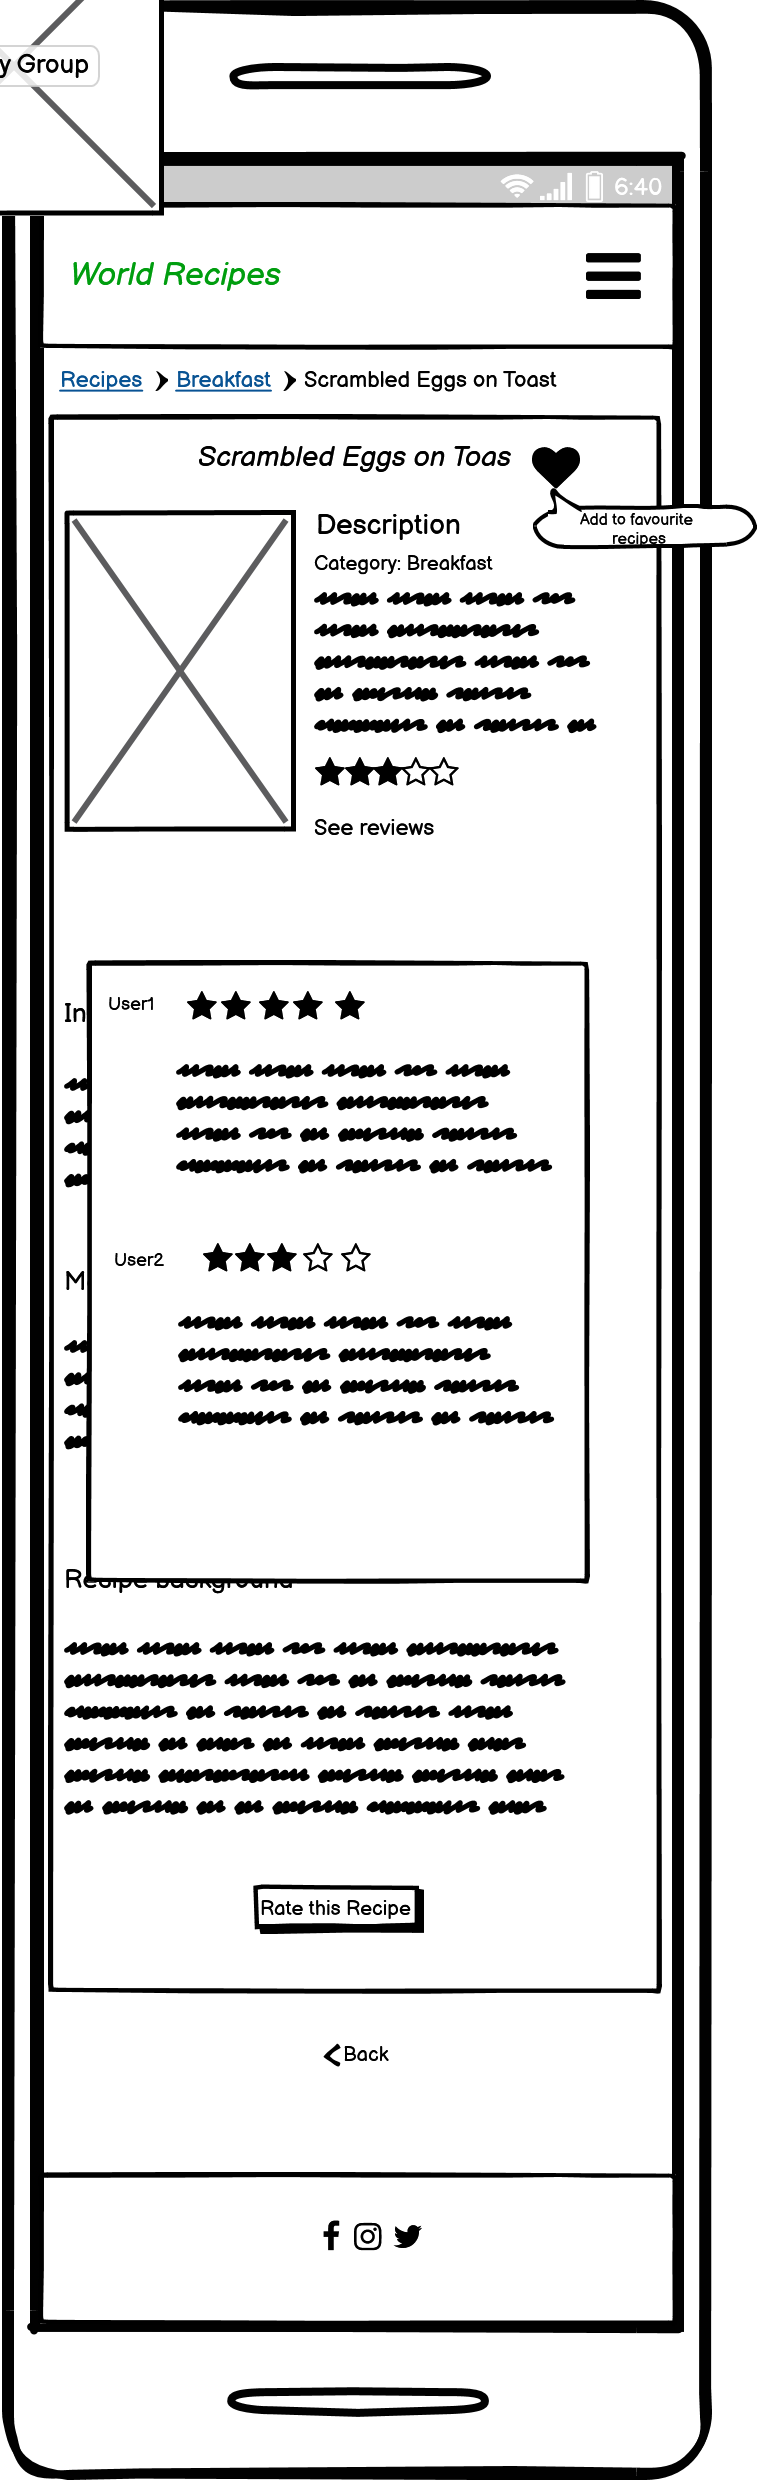 y Group
6:40
World Recipes
Recipes Breakfast Scrambled Eggs on Toast
Scrambled Eggs on Toas
Add to favourite
recipes
Description
Category: Breakfast
See reviews
In
User1
User2
M
Recipe background
Rate this Recipe
Back